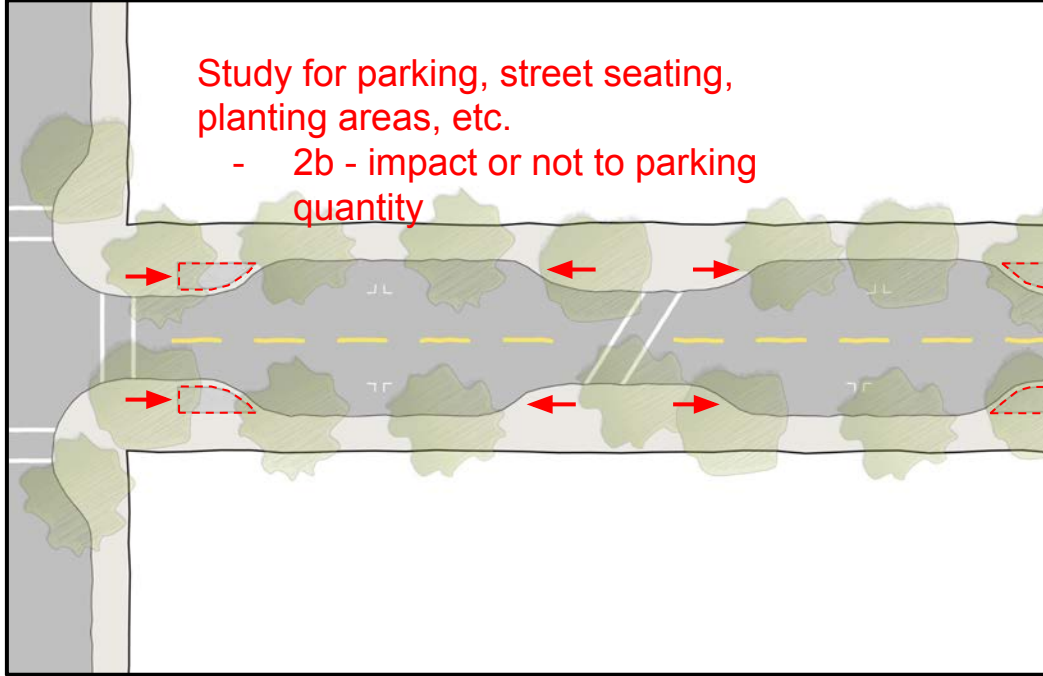 Study for parking, street seating,
planting areas, etc.
- 2b - impact or not to parking
quantity